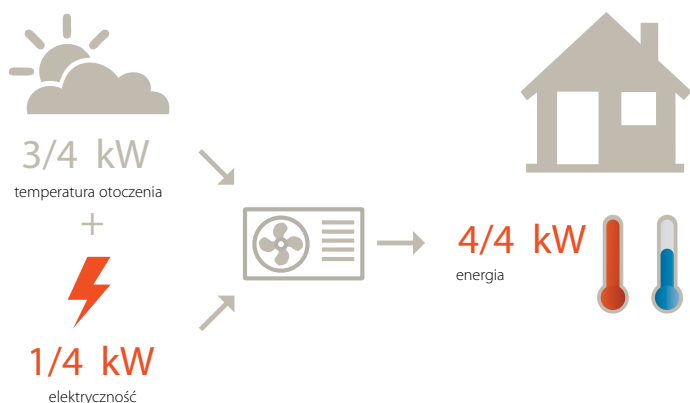 3/4 kW
temperatura otoczenia
+
1/4 kW
elektryczność
4/4 kW
energia